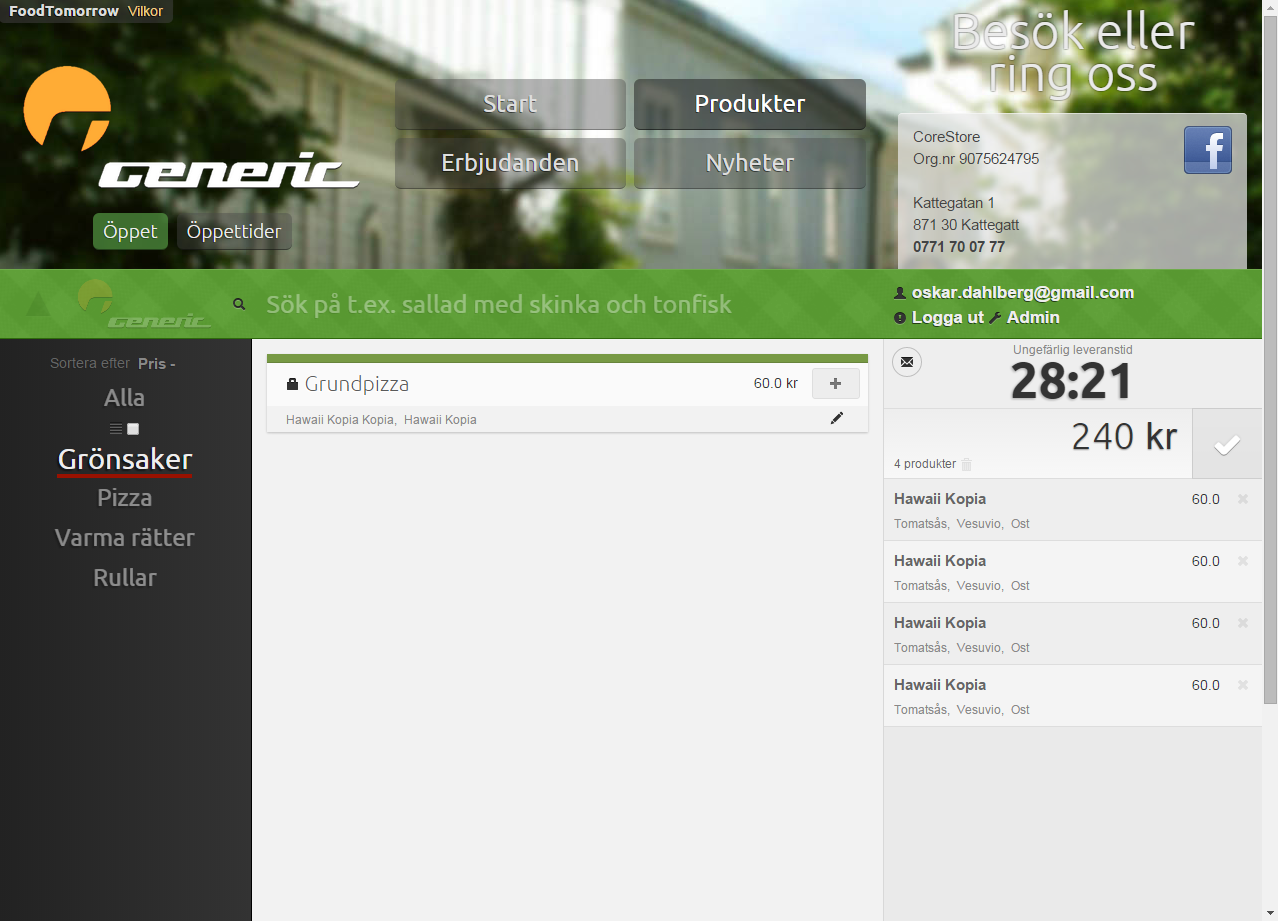 FoodTomorrow Vilkor
Besök eller
ring oss
Start
Produkter
Erbjudanden
Nyheter
GENERIC
Öppet
Öppettider
CoreStore
Org.nr 9075624795
Kattegatan 1
871 30 Kattegatt
0771 70 07 77
GENERIC
Sök på t.ex. sallad med skinka och tonfisk
oskar.dahlberg@gmail.com
Logga ut Admin
Sortera efter Pris -
Alla
Grönsaker
Pizza
Varma rätter
Rullar
Grundpizza
60.0 kr
+
Hawaii Kopia Kopia, Hawaii Kopia
Ungefärlig leveranstid
28:21
240 kr
4 produkter
Hawaii Kopia 60.0
Tomatsås, Vesuvio, Ost
Hawaii Kopia 60.0
Tomatsås, Vesuvio, Ost
Hawaii Kopia 60.0
Tomatsås, Vesuvio, Ost
Hawaii Kopia 60.0
Tomatsås, Vesuvio, Ost